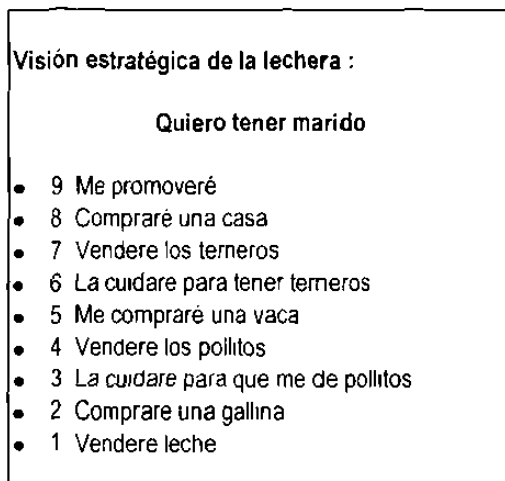 Visión estratégica de la lechera :
Quiero tener marido
• 9 Me promoveré
• 8 Compraré una casa
• 7 Vendere los terneros
• 6 La cuidare para tener terneros
• 5 Me compraré una vaca
• 4 Vendere los pollitos
• 3 La cuidare para que me de pollitos
• 2 Comprare una gallina
• 1 Vendere leche